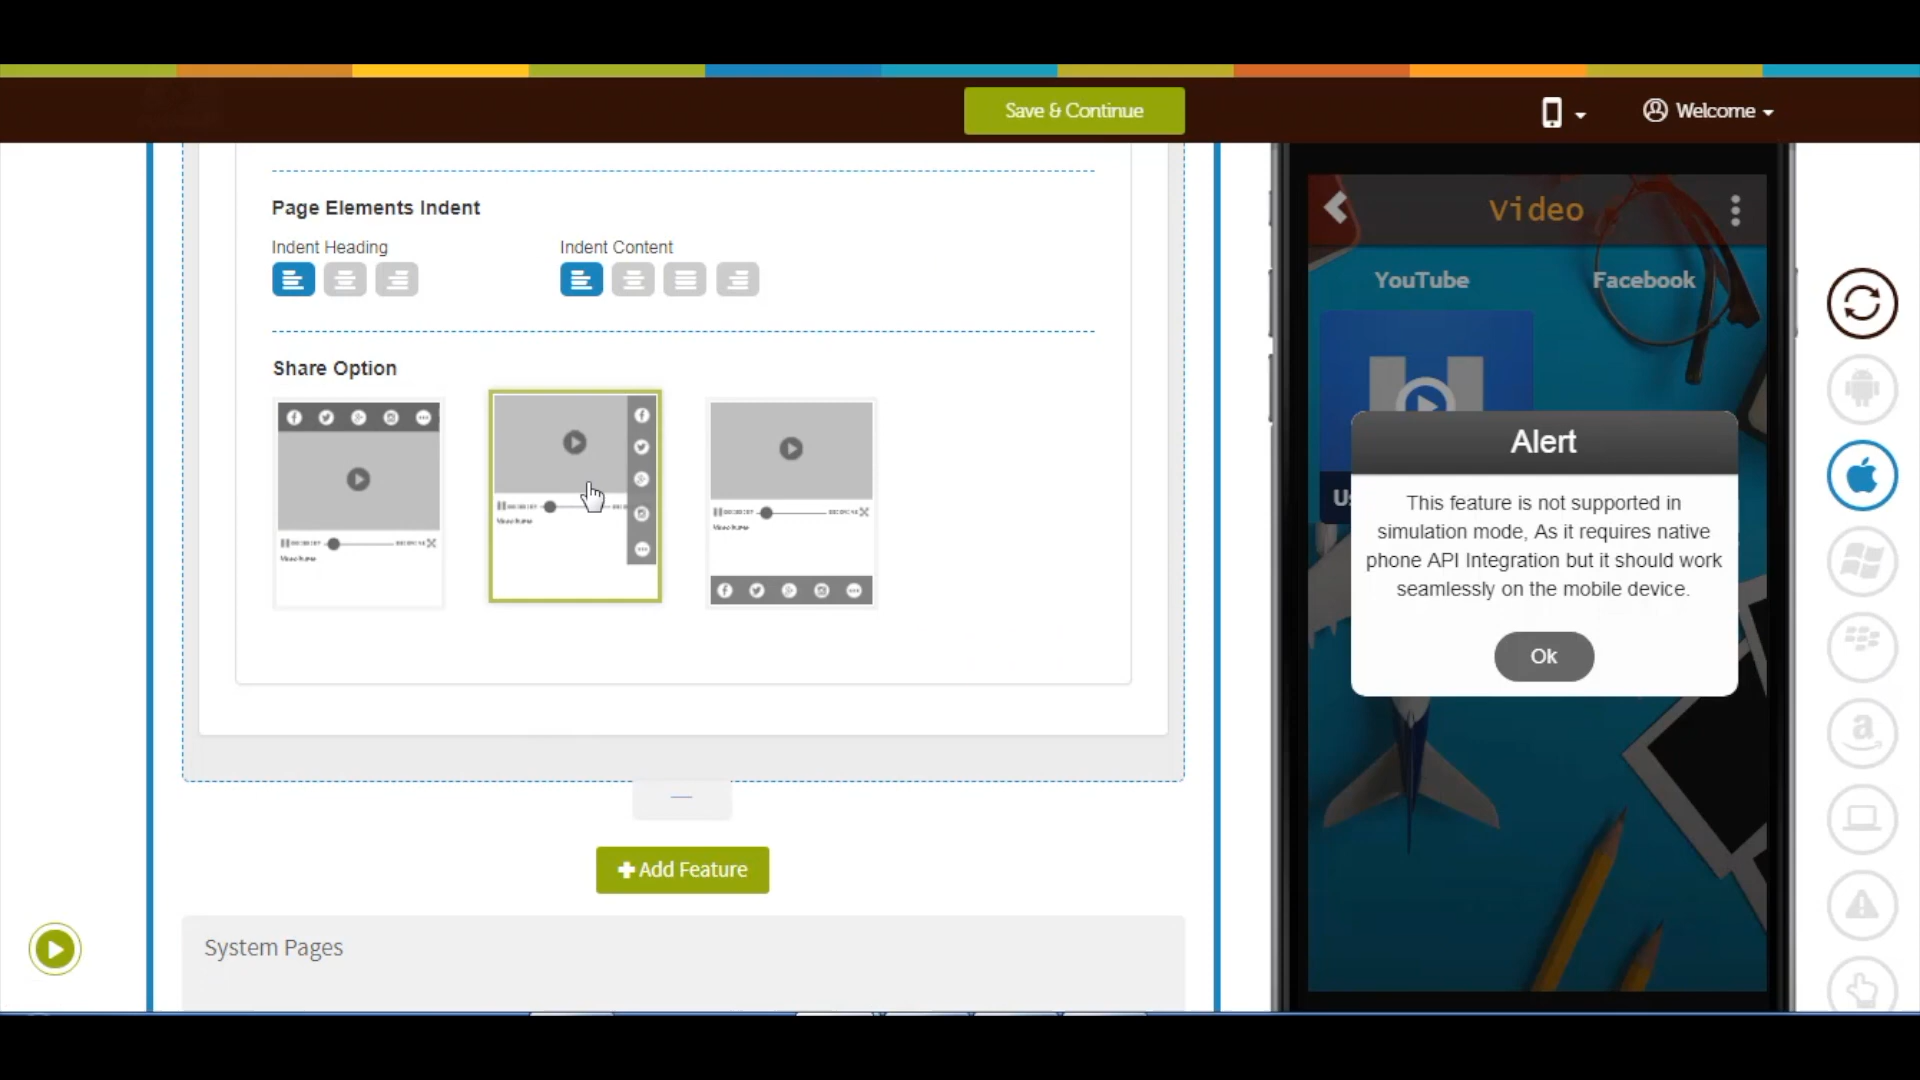 Save & Continue
Welcome
Page Elements Indent
Indent Heading
Indent Content
Share Option
Add Feature
System Pages
Video
YouTube
Facebook
Alert
This feature is not supported in
simulation mode, As it requires native
phone API Integration but it should work
seamlessly on the mobile device.
Ok